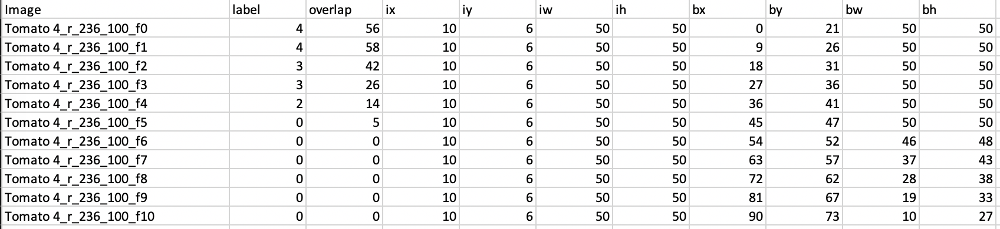 Image label overlap ix iy iw ih bx by bw bh
Tomato 4_r_236_100_f0 4 56 10 6 50 50 0 21 50 50
Tomato 4_r_236_100_f1 4 58 10 6 50 50 9 26 50 50
Tomato 4_r_236_100_f2 3 42 10 6 50 50 18 31 50 50
Tomato 4_r_236_100_f3 3 26 10 6 50 50 27 36 50 50
Tomato 4_r_236_100_f4 2 14 10 6 50 50 36 41 50 50
Tomato 4_r_236_100_f5 0 5 10 6 50 50 45 47 50 50
Tomato 4_r_236_100_f6 0 0 10 6 50 50 54 52 46 48
Tomato 4_r_236_100_f7 0 0 10 6 50 50 63 57 37 43
Tomato 4_r_236_100_f8 0 0 10 6 50 50 72 62 28 38
Tomato 4_r_236_100_f9 0 0 10 6 50 50 81 67 19 33
Tomato 4_r_236_100_f10 0 0 10 6 50 50 90 73 10 27